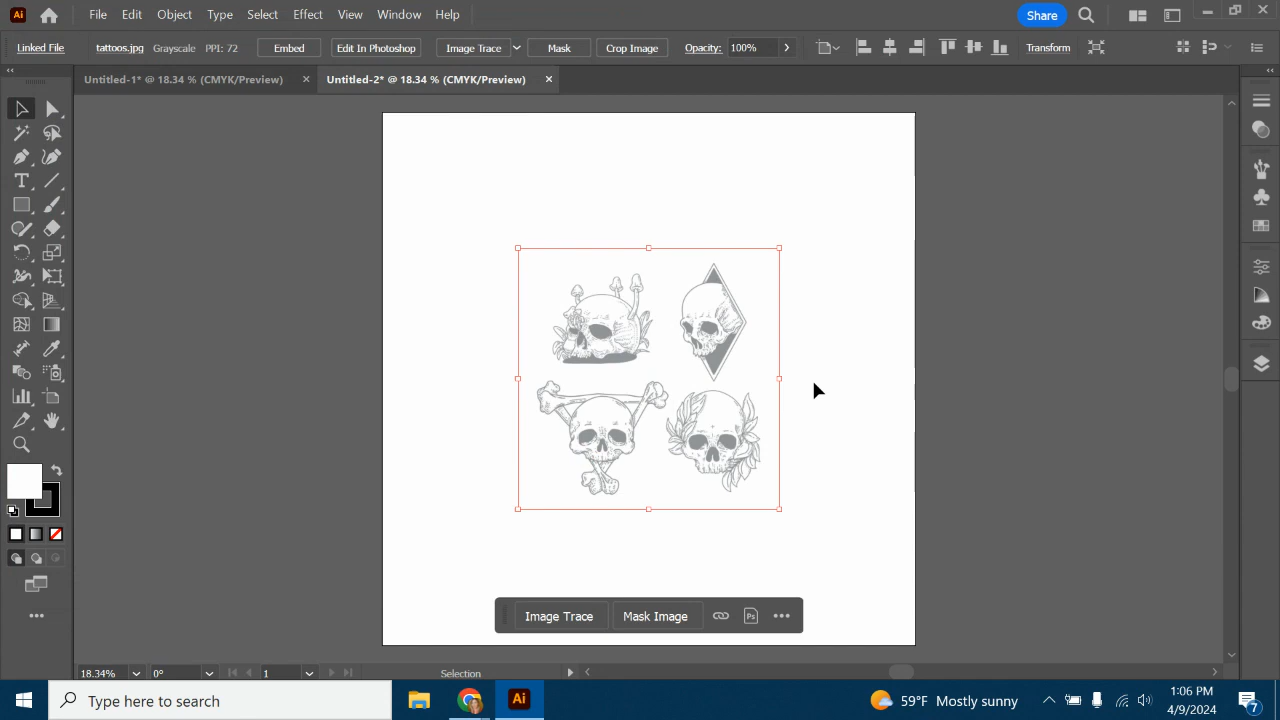 Ai File Edit Object Type Select Effect View Window Help Share
Linked File tattoos.jpg Grayscale PPI: 72 Embed Edit In Photoshop Image Trace Mask Crop Image Opacity: 100% Transform
Untitled-1* @ 18.34 % (CMYK/Preview) × Untitled-2* @ 18.34 % (CMYK/Preview) ×
Image Trace Mask Image Ps
18.34% 0° 1 Selection
Type here to search Ai 59°F Mostly sunny 1:06 PM
4/9/2024 7